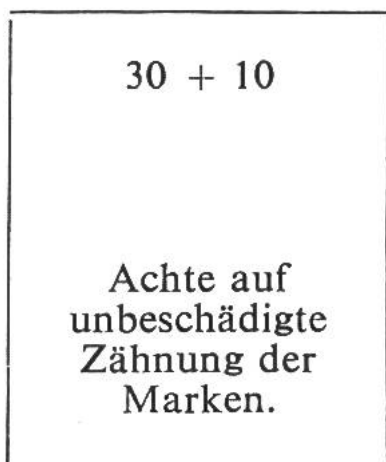 30 + 10
Achte auf
unbeschädigte
Zähnung der
Marken.